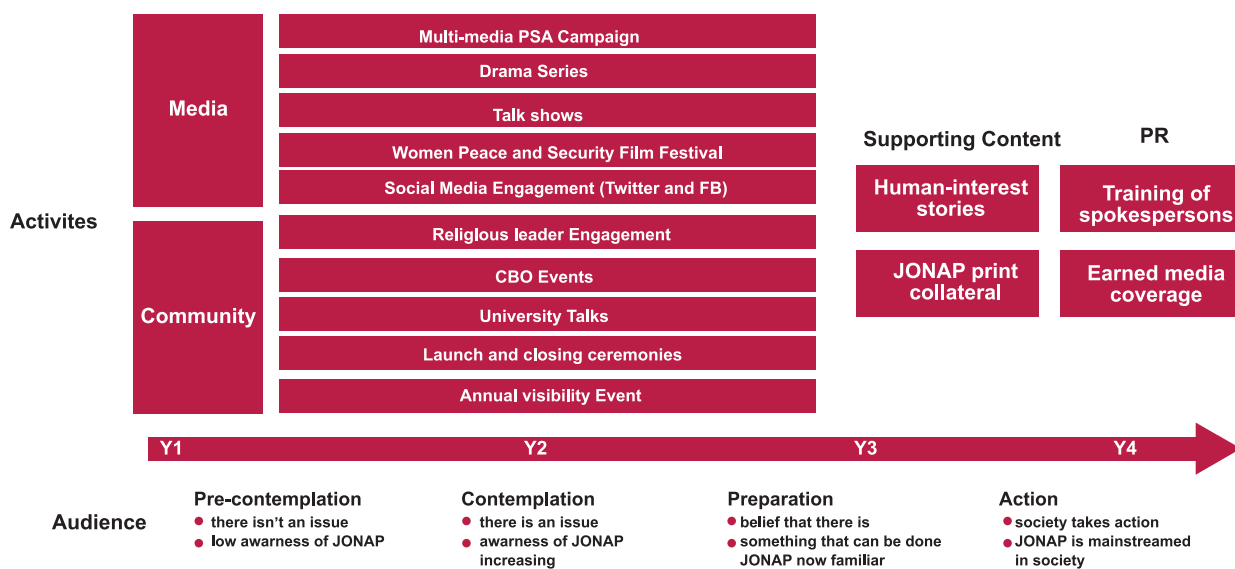 Activites
Media
Multi-media PSA Campaign
Drama Series
Talk shows
Women Peace and Security Film Festival
Social Media Engagement (Twitter and FB)
Community
Religious leader Engagement
CBO Events
University Talks
Launch and closing ceremonies
Annual visibility Event
Supporting Content
Human-interest
stories
JONAP print
collateral
PR
Training of
spokespersons
Earned media
coverage
Y1
Y2
Y3
Y4
Audience
Pre-contemplation
there isn't an issue
low awareness of JONAP
Contemplation
there is an issue
awareness of JONAP
increasing
Preparation
belief that there is
something that can be done
JONAP now familiar
Action
society takes action
JONAP is mainstreamed
in society